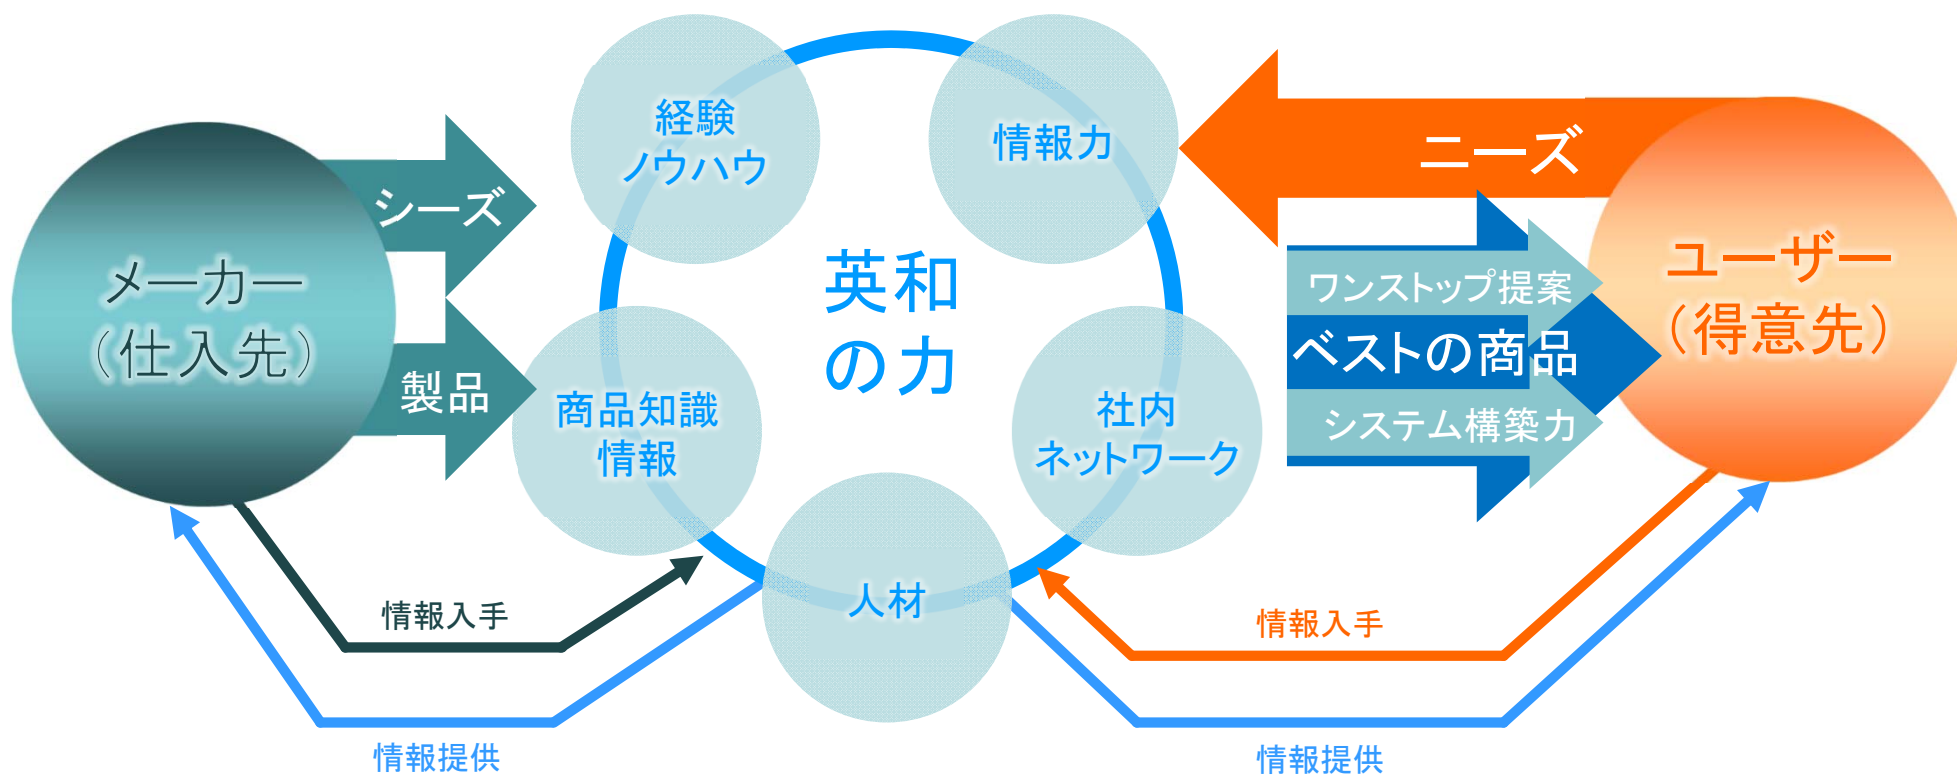 メーカー
（仕入先）
シーズ
製品
経験
ノウハウ
情報力
商品知識
情報
社内
ネットワーク
人材
英和
の力
ニーズ
ワンストップ提案
ベストの商品
システム構築力
ユーザー
（得意先）
情報入手
情報提供
情報入手
情報提供